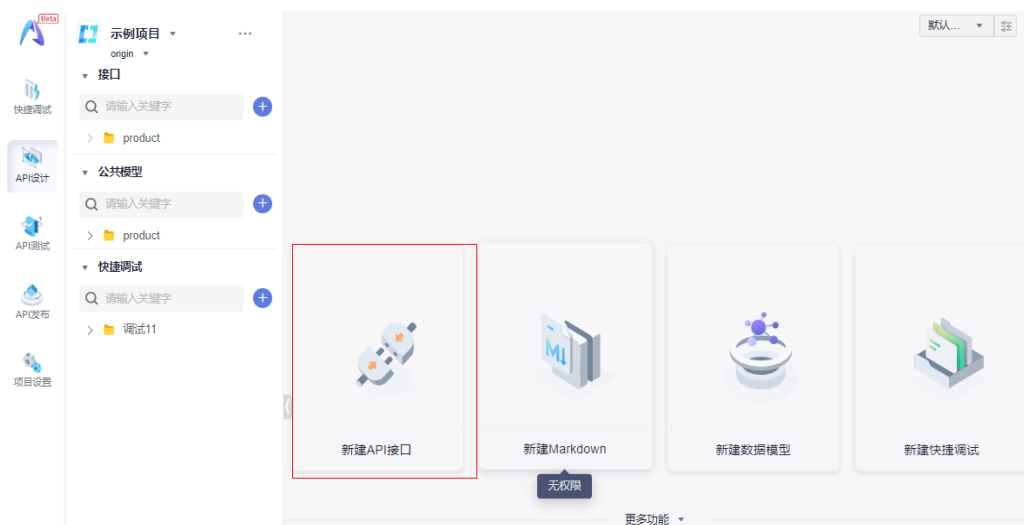 Beta
示例项目
origin
默认...
快捷调试
API设计
API测试
API发布
项目设置
接口
请输入关键字
product
公共模型
请输入关键字
product
快捷调试
请输入关键字
调试11
M
新建API接口
新建Markdown
新建数据模型
新建快捷调试
无权限
更多功能